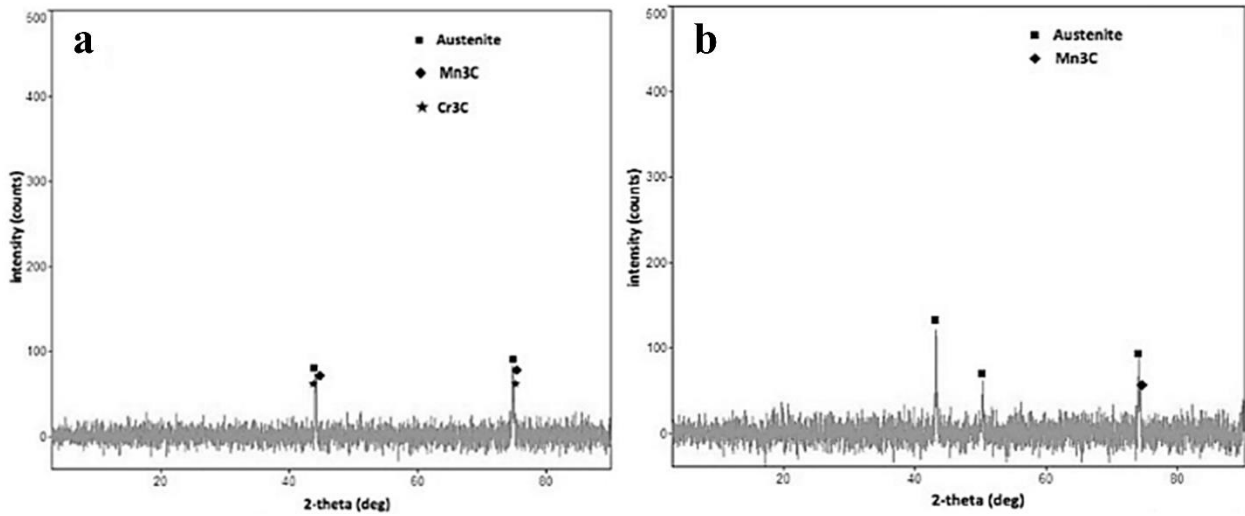 a
Austenite
Mn3C
Cr3C
500
400
300
200
100
0
Intensity (counts)
20
40
60
80
2-theta (deg)
b
Austenite
Mn3C
500
400
300
200
100
0
intensity (counts)
20
40
60
80
2-theta (deg)